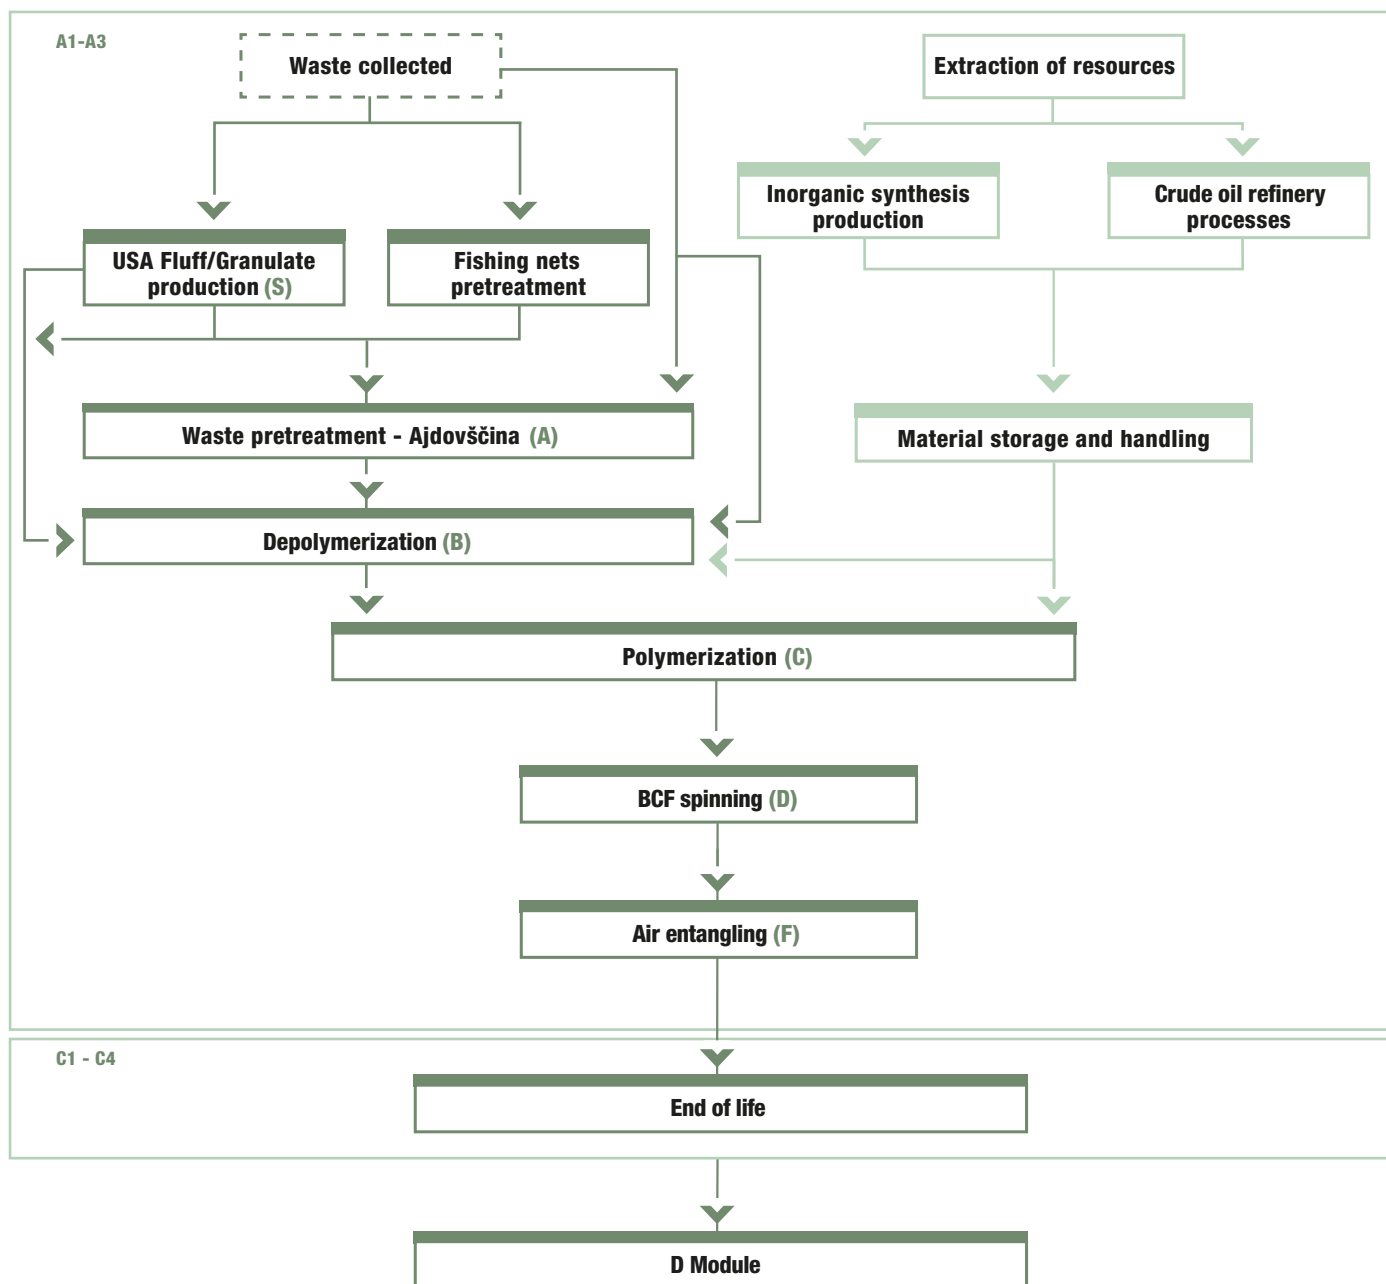 A1-A3
Waste collected
Extraction of resources
Inorganic synthesis
production
Crude oil refinery
processes
USA Fluff/Granulate
production (S)
Fishing nets
pretreatment
Waste pretreatment - Ajdovščina (A)
Material storage and handling
Depolymerization (B)
Polymerization (C)
BCF spinning (D)
Air entangling (F)
C1 - C4
End of life
D Module